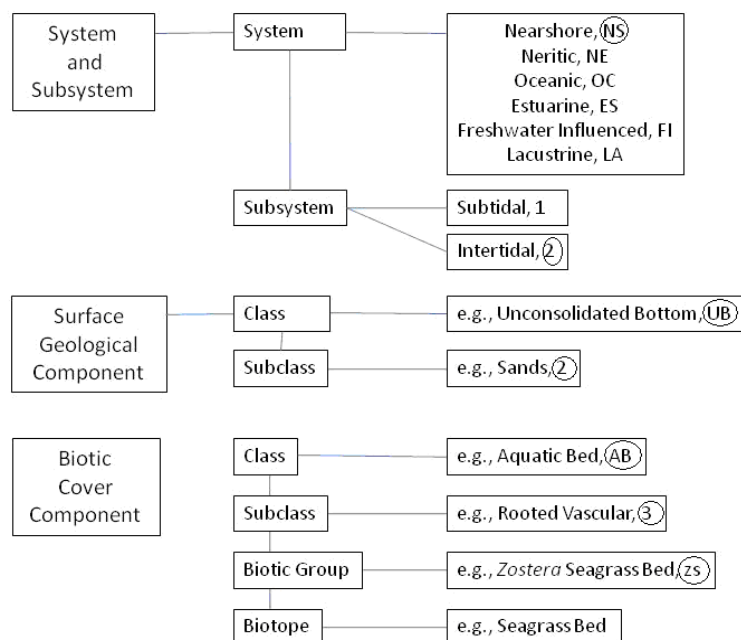 System
and
Subsystem
System
Nearshore, NS
Neritic, NE
Oceanic, OC
Estuarine, ES
Freshwater Influenced, FI
Lacustrine, LA
Subsystem
Subtidal, 1
Intertidal, 2
Surface
Geological
Component
Class
e.g., Unconsolidated Bottom, UB
Subclass
e.g., Sands, 2
Biotic
Cover
Component
Class
e.g., Aquatic Bed, AB
Subclass
e.g., Rooted Vascular, 3
Biotic Group
e.g., Zostera Seagrass Bed, zs
Biotope
e.g., Seagrass Bed